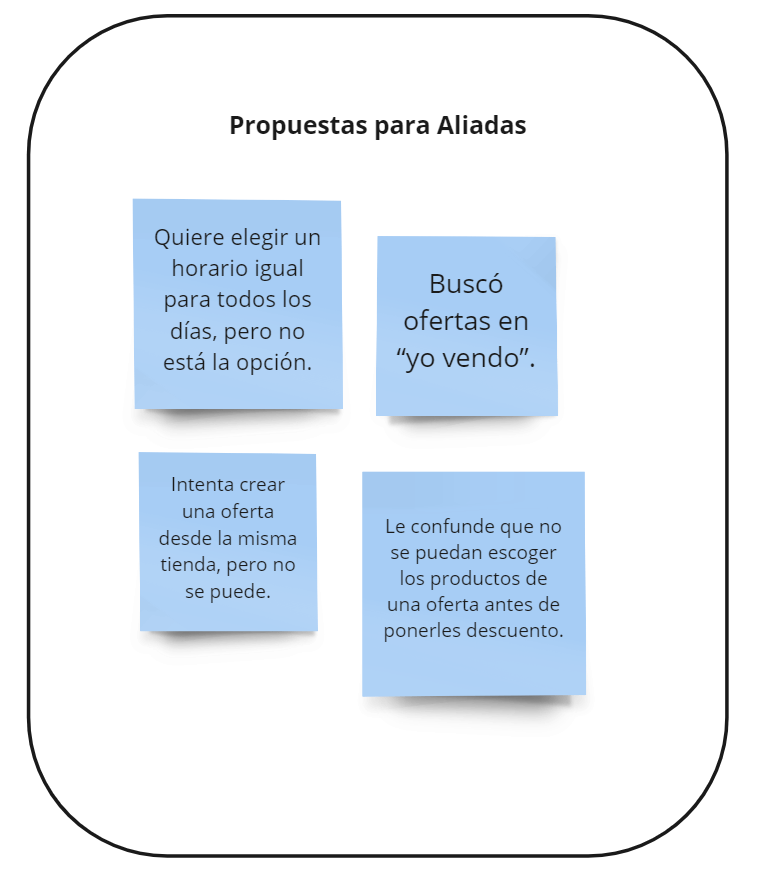 Propuestas para Aliadas
Quiere elegir un
horario igual
para todos los
días, pero no
está la opción.
Buscó
ofertas en
“yo vendo”.
Intenta crear
una oferta
desde la misma
tienda, pero no
se puede.
Le confunde que no
se puedan escoger
los productos de
una oferta antes de
ponerles descuento.